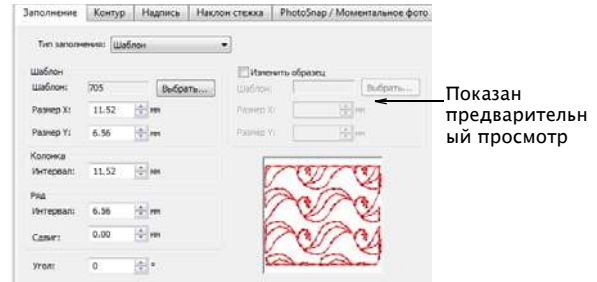 Заполнение Контур Надпись Наклон стежка PhotoSnap / Моментальное фото
Тип заполнения: Шаблон
Шаблон
Шаблон: 705 Выбрать...
Размер X: 11.52 мм
Размер Y: 6.56 мм
Колонка
Интервал: 11.52 мм
Ряд
Интервал: 6.56 мм
Сдвиг: 0.00 мм
Угол: 0 °
Изменить образец
Шаблон: Выбрать...
Размер X: мм
Размер Y: мм
Показан
предварительн
ый просмотр